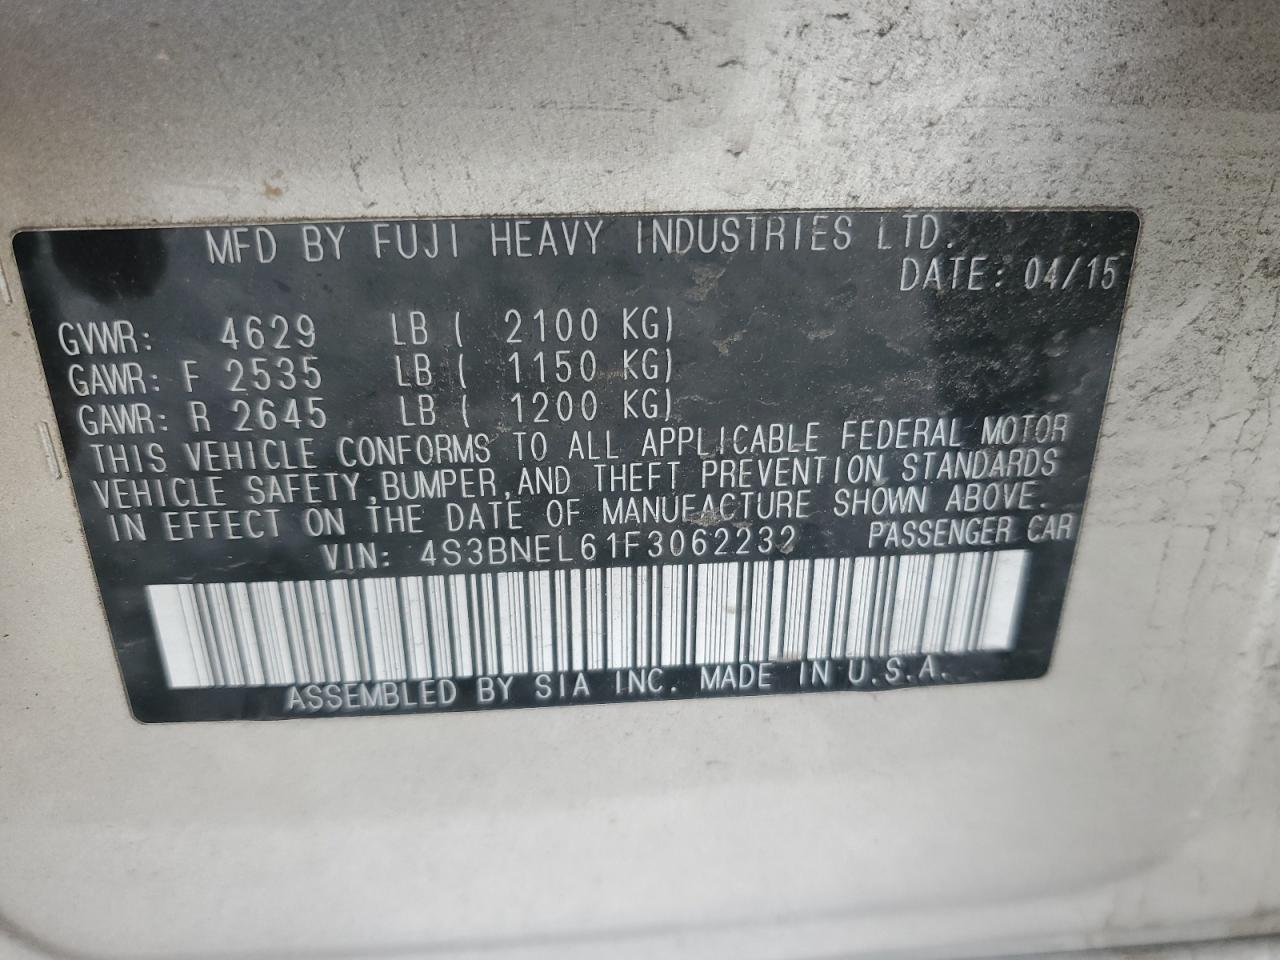 MFD BY FUJI HEAVY INDUSTRIES LTD.
DATE: 04/15
GVWR: 4629 LB ( 2100 KG)
GAWR: F 2535 LB ( 1150 KG)
GAWR: R 2645 LB ( 1200 KG)
THIS VEHICLE CONFORMS TO ALL APPLICABLE FEDERAL MOTOR
VEHICLE SAFETY,BUMPER,AND THEFT PREVENTION STANDARDS
IN EFFECT ON THE DATE OF MANUFACTURE SHOWN ABOVE.
VIN: 4S3BNEL61F3062232 PASSENGER CAR
ASSEMBLED BY SIA INC. MADE IN U.S.A.